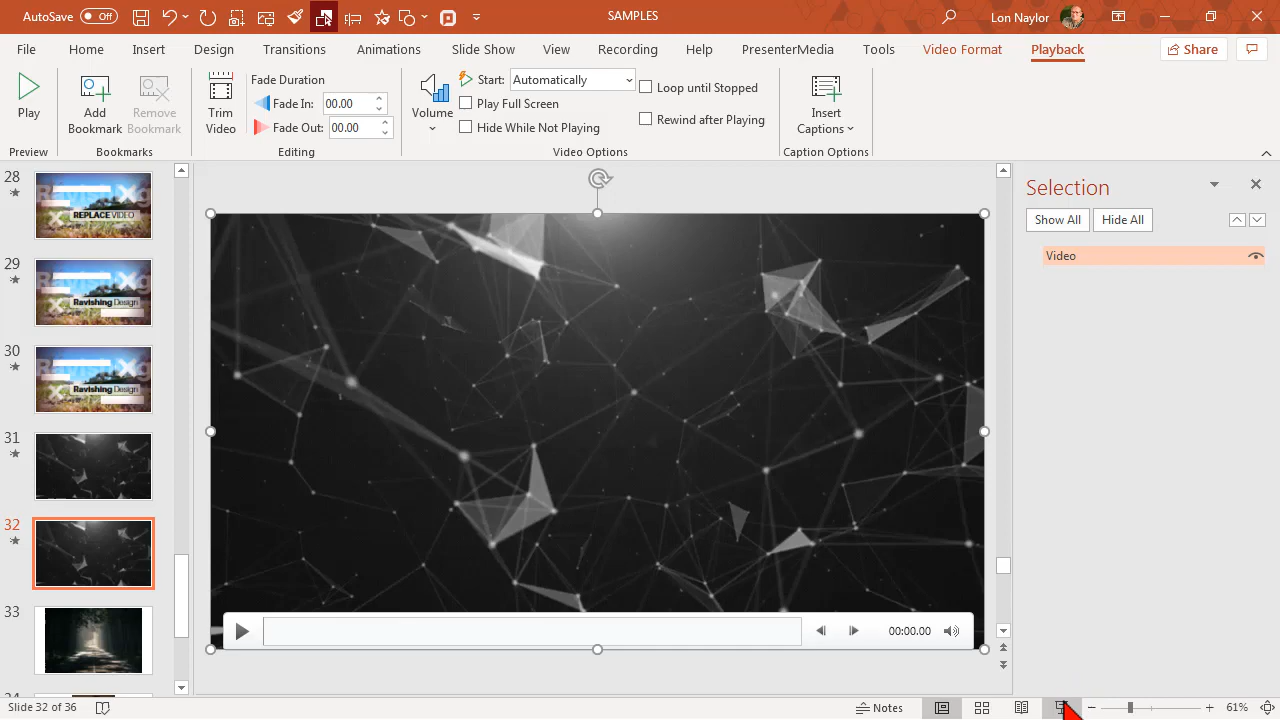 AutoSave Off
SAMPLES
Lon Naylor
File Home Insert Design Transitions Animations Slide Show View Recording Help PresenterMedia Tools Video Format Playback Share
Play
Add Bookmark
Remove Bookmark
Trim Video
Fade Duration
Fade In: 00.00
Fade Out: 00.00
Volume
Start: Automatically
Play Full Screen
Hide While Not Playing
Loop until Stopped
Rewind after Playing
Insert Captions
Preview Bookmarks Editing Video Options Caption Options
28
REPLACE VIDEO
29
Ravishing Design
30
Ravishing Design
31
32
33
Selection
Show All Hide All
Video
00:00.00
Slide 32 of 36
Notes
61%